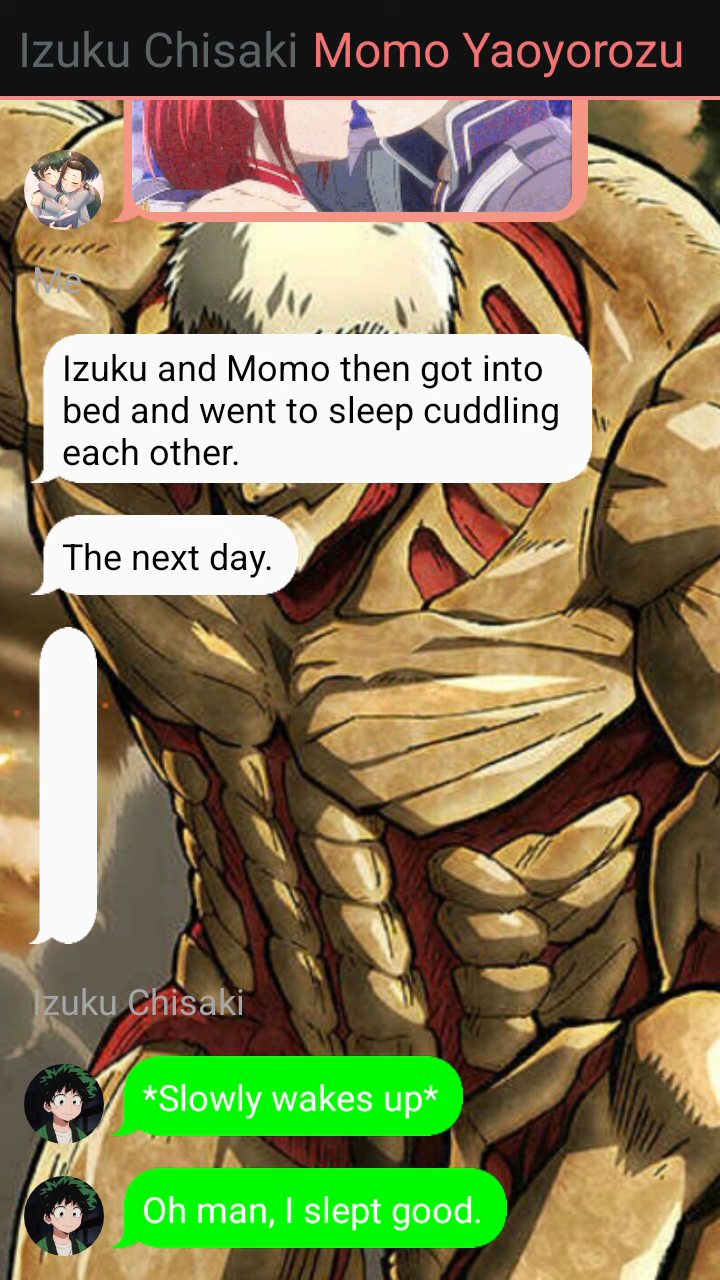 Izuku Chisaki Momo Yaoyorozu
Me
Izuku and Momo then got into
bed and went to sleep cuddling
each other.
The next day.
Izuku Chisaki
*Slowly wakes up*
Oh man, I slept good.